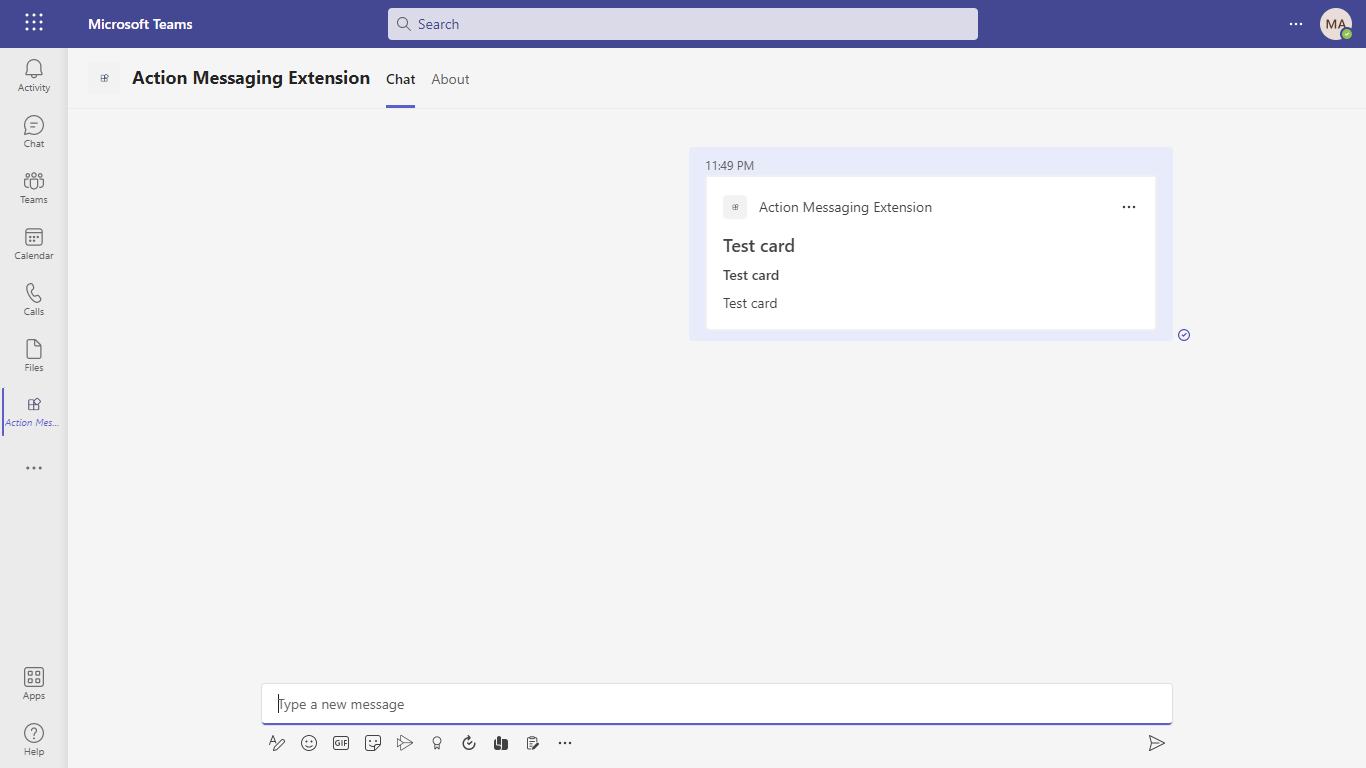 Microsoft Teams
Search
MA
Activity
Chat
Teams
Calendar
Calls
Files
Action Mes...
Apps
Help
Action Messaging Extension
Chat
About
11:49 PM
Action Messaging Extension
Test card
Test card
Test card
Type a new message
GIF